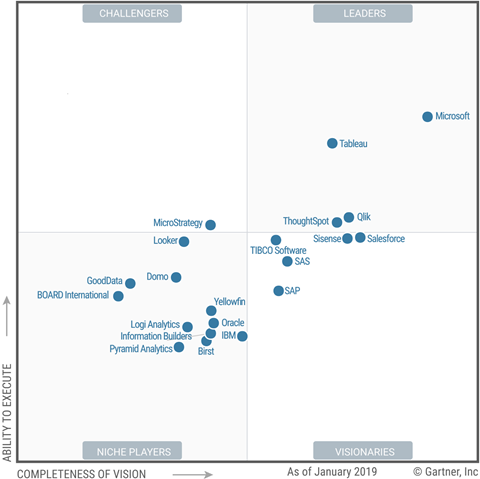 CHALLENGERS
LEADERS
Microsoft
Tableau
MicroStrategy
ThoughtSpot
Qlik
Looker
Sisense
Salesforce
TIBCO Software
SAS
Domo
GoodData
BOARD International
SAP
Yellowfin
Logi Analytics
Oracle
Information Builders
IBM
Pyramid Analytics
Birst
NICHE PLAYERS
VISIONARIES
ABILITY TO EXECUTE
COMPLETENESS OF VISION
As of January 2019
© Gartner, Inc